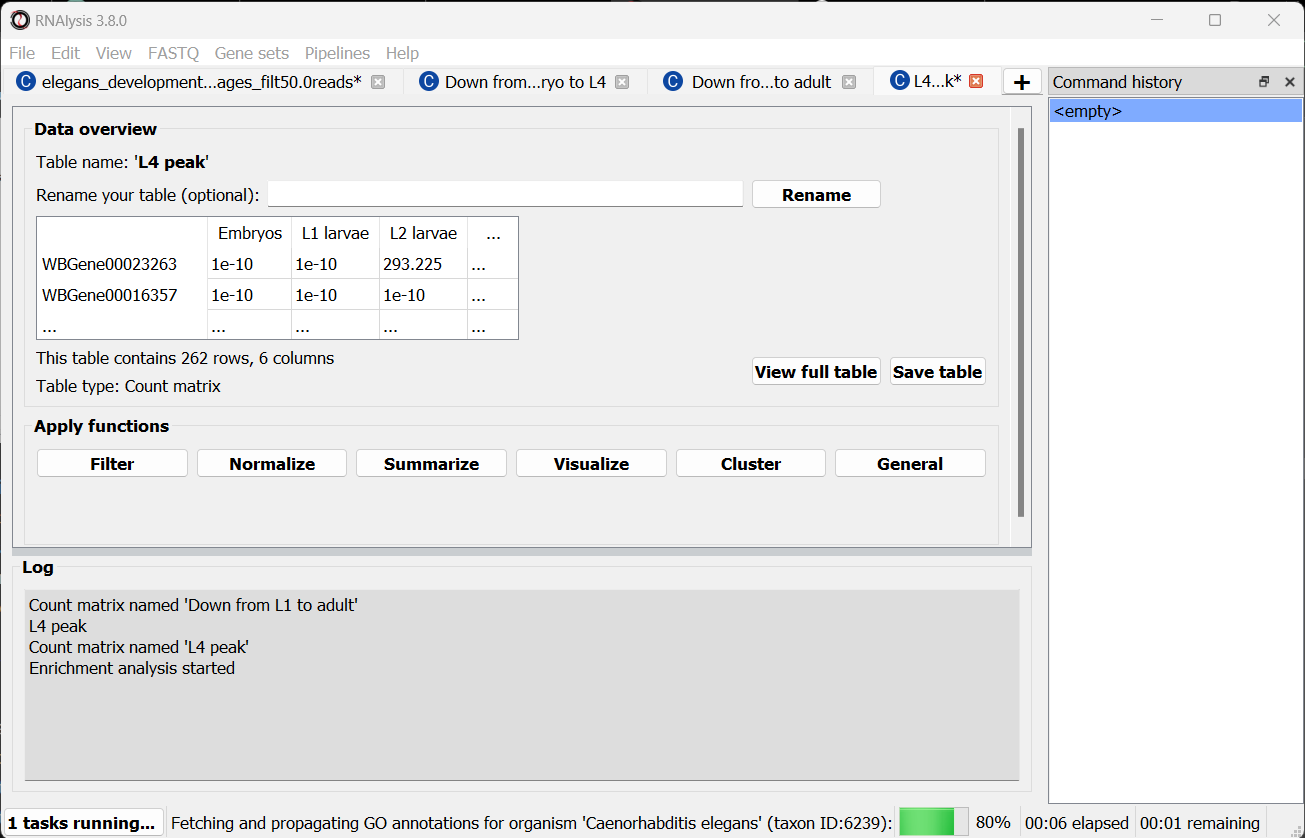 RNAlysis 3.8.0
File Edit View FASTQ Gene sets Pipelines Help
elegans_development...ages_filt50.0reads* Down from...ryo to L4 Down fro...to adult L4...k* +
Data overview
Table name: 'L4 peak'
Rename your table (optional): Rename
Embryos L1 larvae L2 larvae ...
WBGene00023263 1e-10 1e-10 293.225 ...
WBGene00016357 1e-10 1e-10 1e-10 ...
... ... ... ... ...
This table contains 262 rows, 6 columns
Table type: Count matrix
View full table Save table
Apply functions
Filter Normalize Summarize Visualize Cluster General
Log
Count matrix named 'Down from L1 to adult'
L4 peak
Count matrix named 'L4 peak'
Enrichment analysis started
Command history
<empty>
1 tasks running... Fetching and propagating GO annotations for organism 'Caenorhabditis elegans' (taxon ID:6239): 80% 00:06 elapsed 00:01 remaining